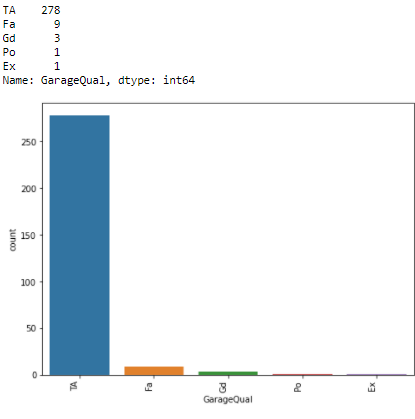 TA 278
Fa 9
Gd 3
Po 1
Ex 1
Name: GarageQual, dtype: int64
250
200
150
100
50
0
count
TA Fa Gd Po Ex
GarageQual